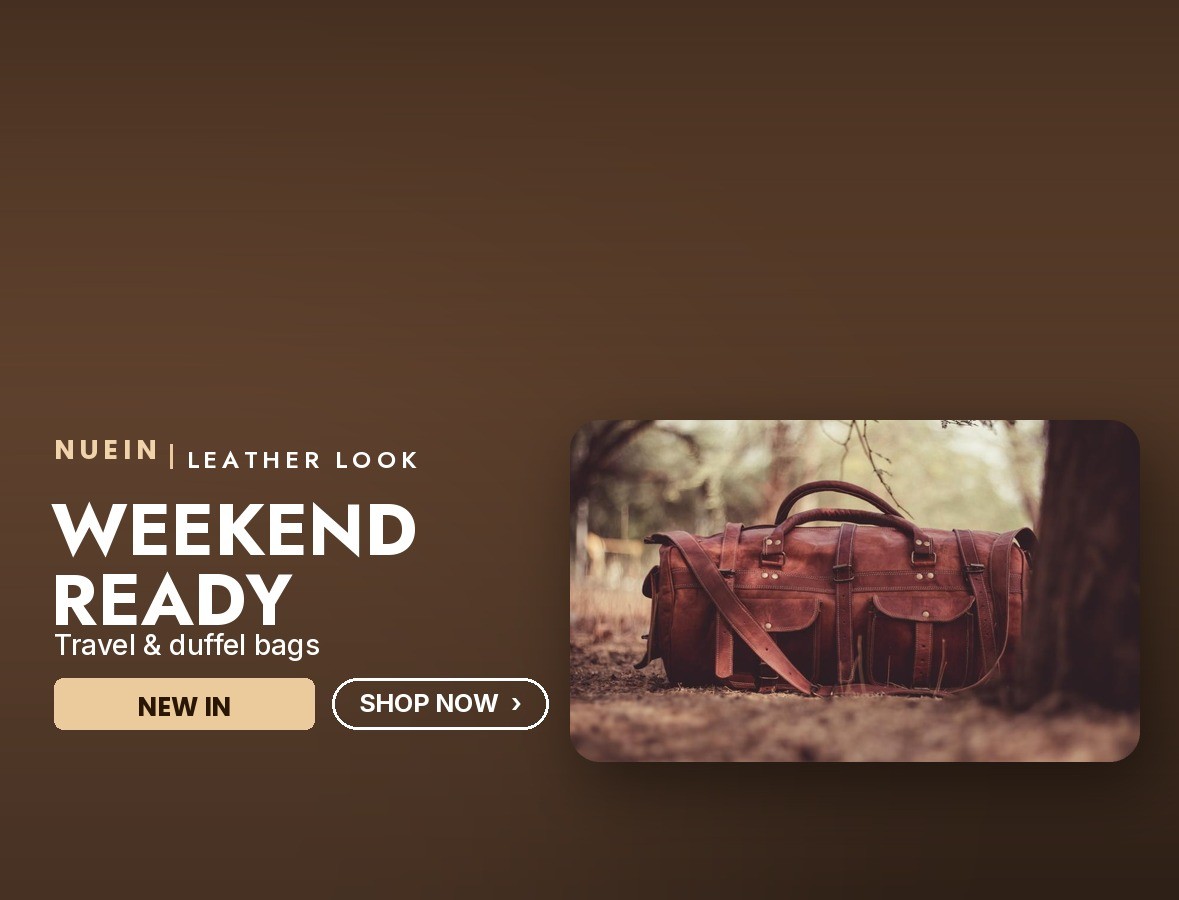 NUEIN | LEATHER LOOK
WEEKEND
READY
Travel & duffel bags
NEW IN
SHOP NOW ›